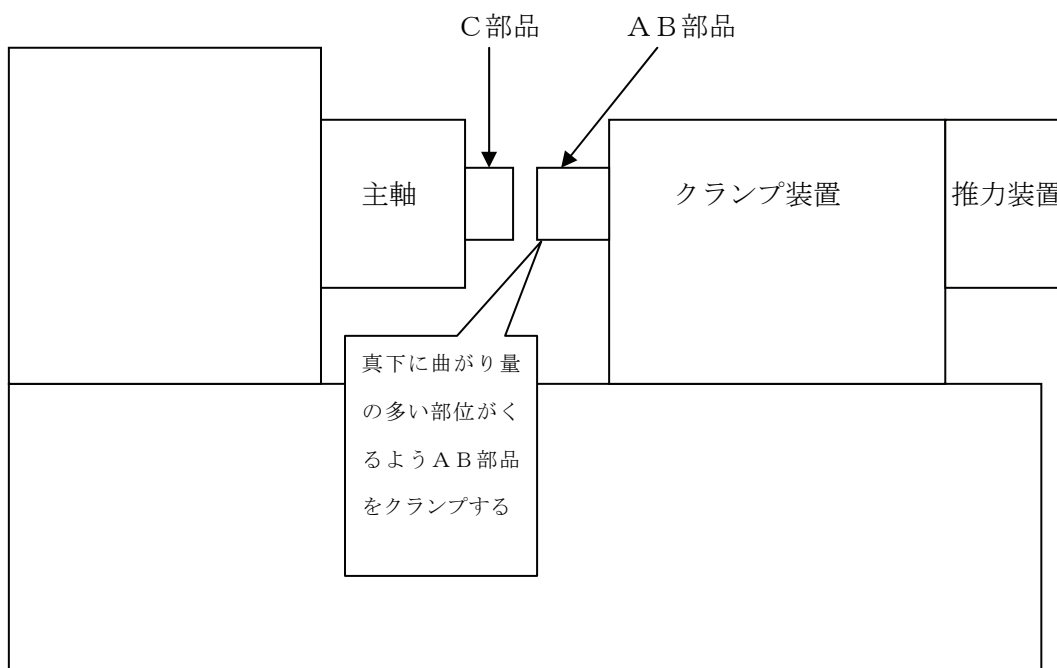 C部品
ＡＢ部品
主軸
クランプ装置
推力装置
真下に曲がり量
の多い部位がく
るようＡＢ部品
をクランプする